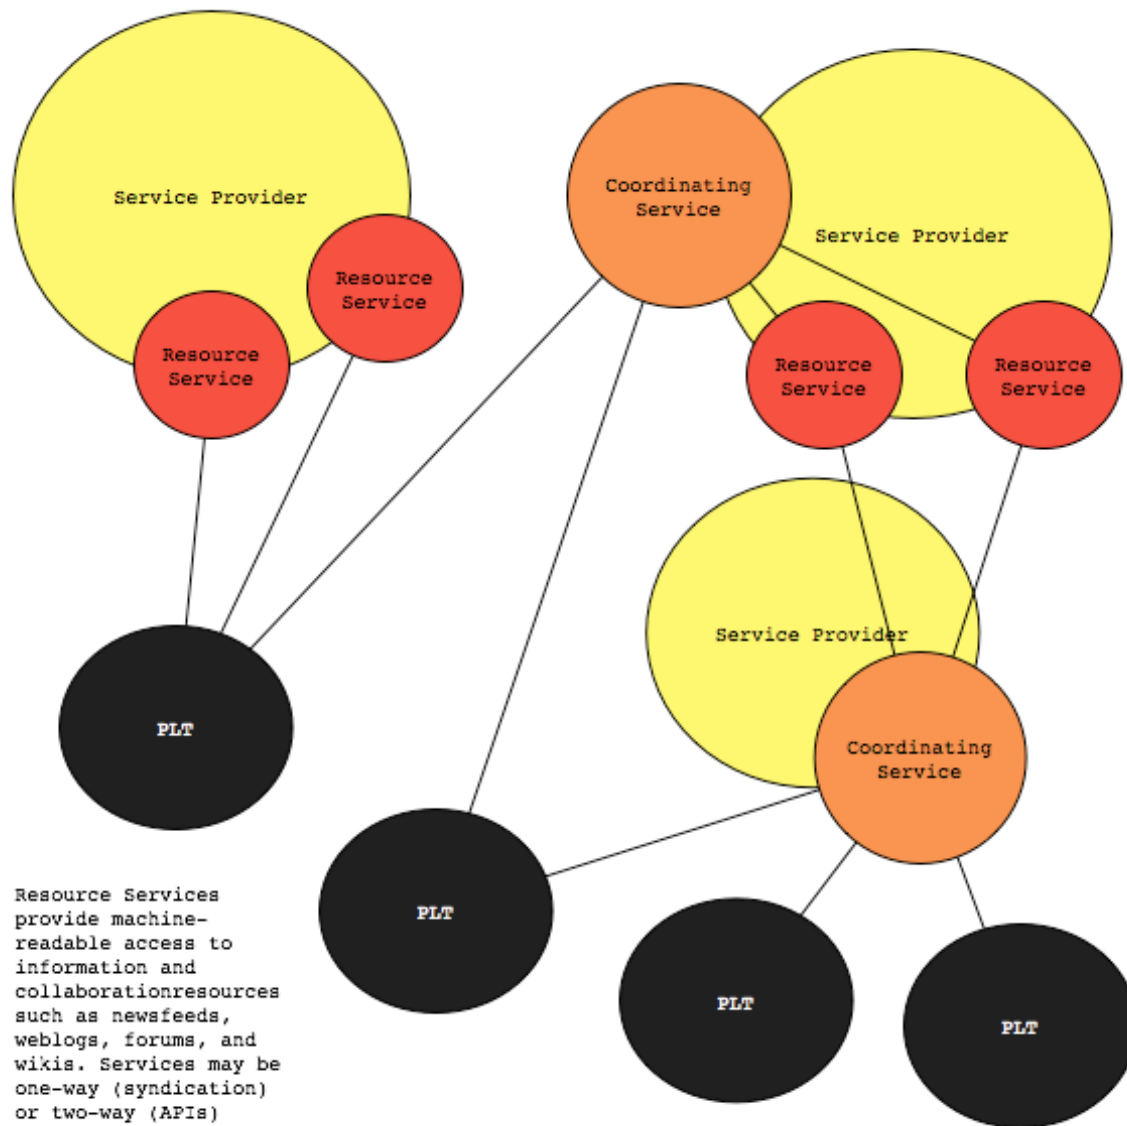 Service Provider
Resource
Service
Resource
Service
Coordinating
Service
Service Provider
Resource
Service
Resource
Service
Service Provider
Coordinating
Service
PLT
PLT
PLT
PLT
Resource Services
provide machine-
readable access to
information and
collaborationresources
such as newsfeeds,
weblogs, forums, and
wikis. Services may be
one-way (syndication)
or two-way (APIs)